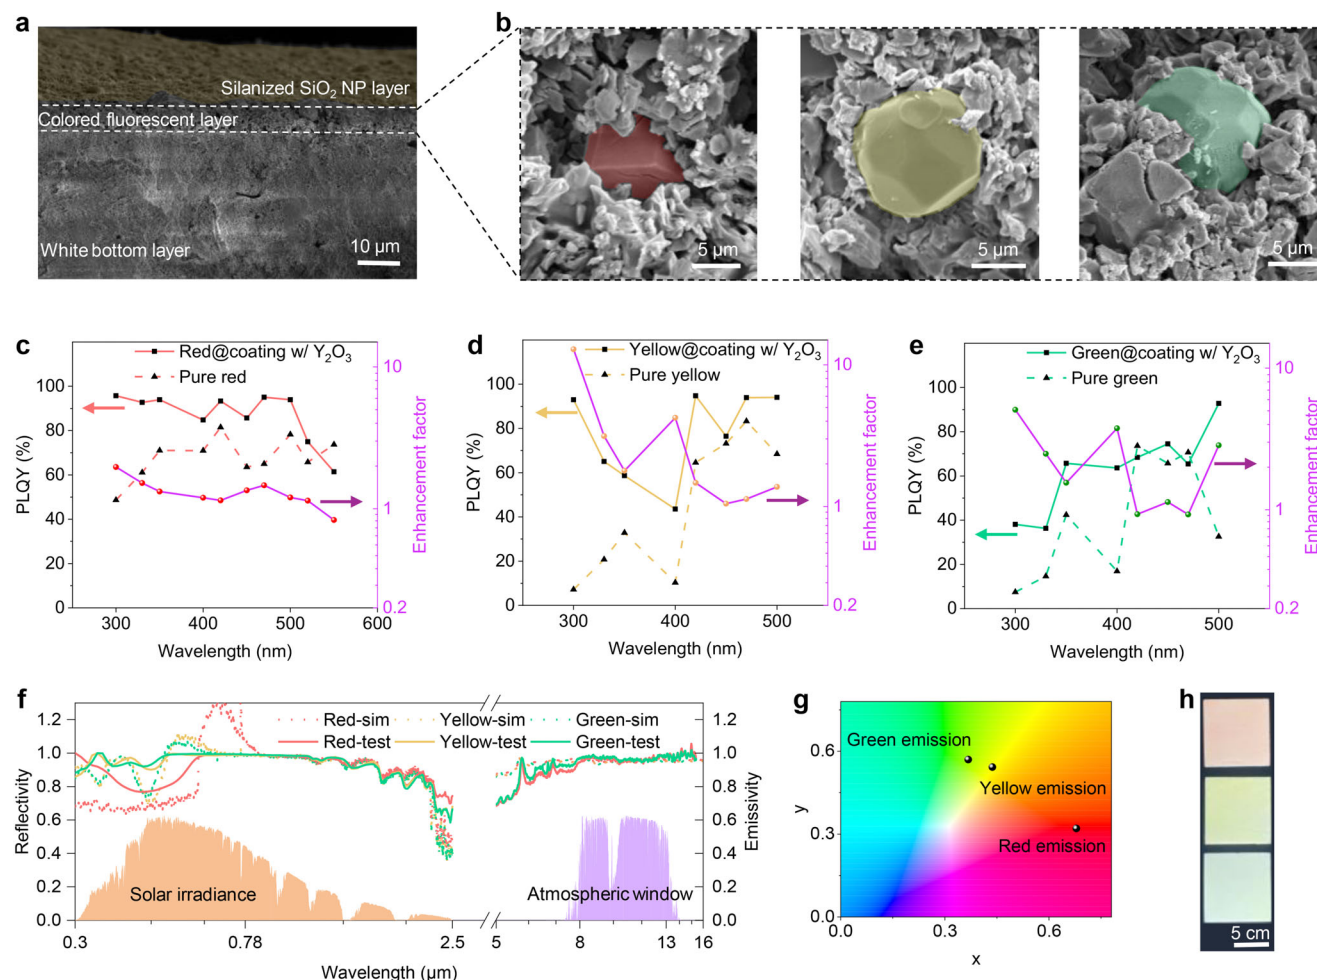 a
Silanized SiO₂ NP layer
Colored fluorescent layer
White bottom layer
10 µm
b
5 µm
5 µm
5 µm
c
Red@coating w/ Y₂O₃
Pure red
PLQY (%)
100
80
60
40
20
0
300
400
500
600
Wavelength (nm)
10
1
0.2
Enhancement factor
d
Yellow@coating w/ Y₂O₃
Pure yellow
PLQY (%)
100
80
60
40
20
0
300
400
500
Wavelength (nm)
10
1
0.2
Enhancement factor
e
Green@coating w/ Y₂O₃
Pure green
PLQY (%)
100
80
60
40
20
0
300
400
500
Wavelength (nm)
10
1
0.2
Enhancement factor
f
Red-sim Yellow-sim Green-sim
Red-test Yellow-test Green-test
Reflectivity
1.2
1.0
0.8
0.6
0.4
0.2
0.0
Solar irradiance
Atmospheric window
1.2
1.0
0.8
0.6
0.4
0.2
0.0
Emissivity
0.3 0.78 2.5 5 8 13 16
Wavelength (µm)
g
Green emission
Yellow emission
Red emission
y
0.6
0.3
0.0
0.0 0.3 0.6
x
h
5 cm